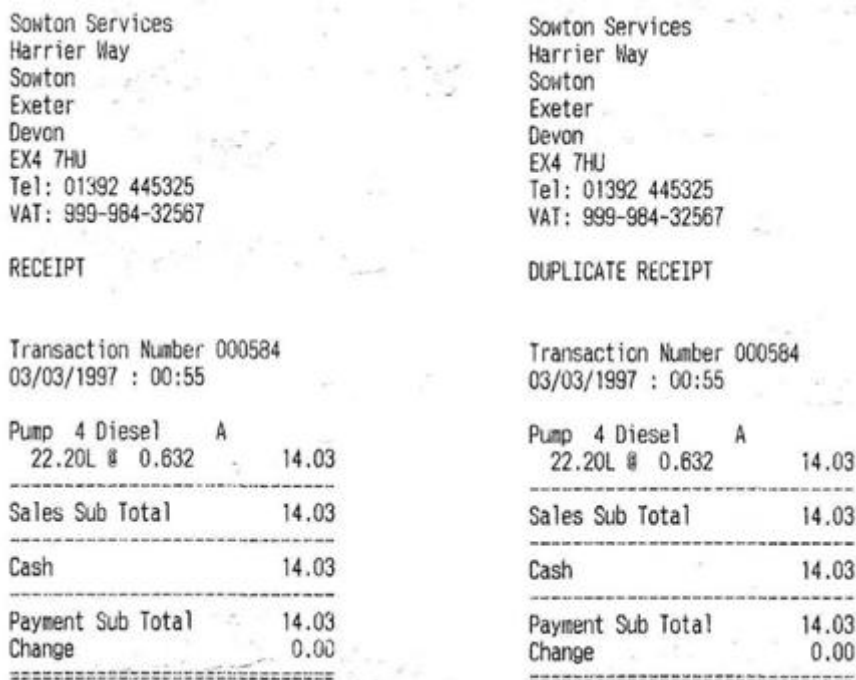 Sowton Services
Harrier Way
Sowton
Exeter
Devon
EX4 7HU
Tel: 01392 445325
VAT: 999-984-32567
RECEIPT
Transaction Number 000584
03/03/1997 : 00:55
Pump 4 Diesel A
22.20L @ 0.632 14.03
Sales Sub Total 14.03
Cash 14.03
Payment Sub Total 14.03
Change 0.00
Sowton Services
Harrier Way
Sowton
Exeter
Devon
EX4 7HU
Tel: 01392 445325
VAT: 999-984-32567
DUPLICATE RECEIPT
Transaction Number 000584
03/03/1997 : 00:55
Pump 4 Diesel A
22.20L @ 0.632 14.03
Sales Sub Total 14.03
Cash 14.03
Payment Sub Total 14.03
Change 0.00